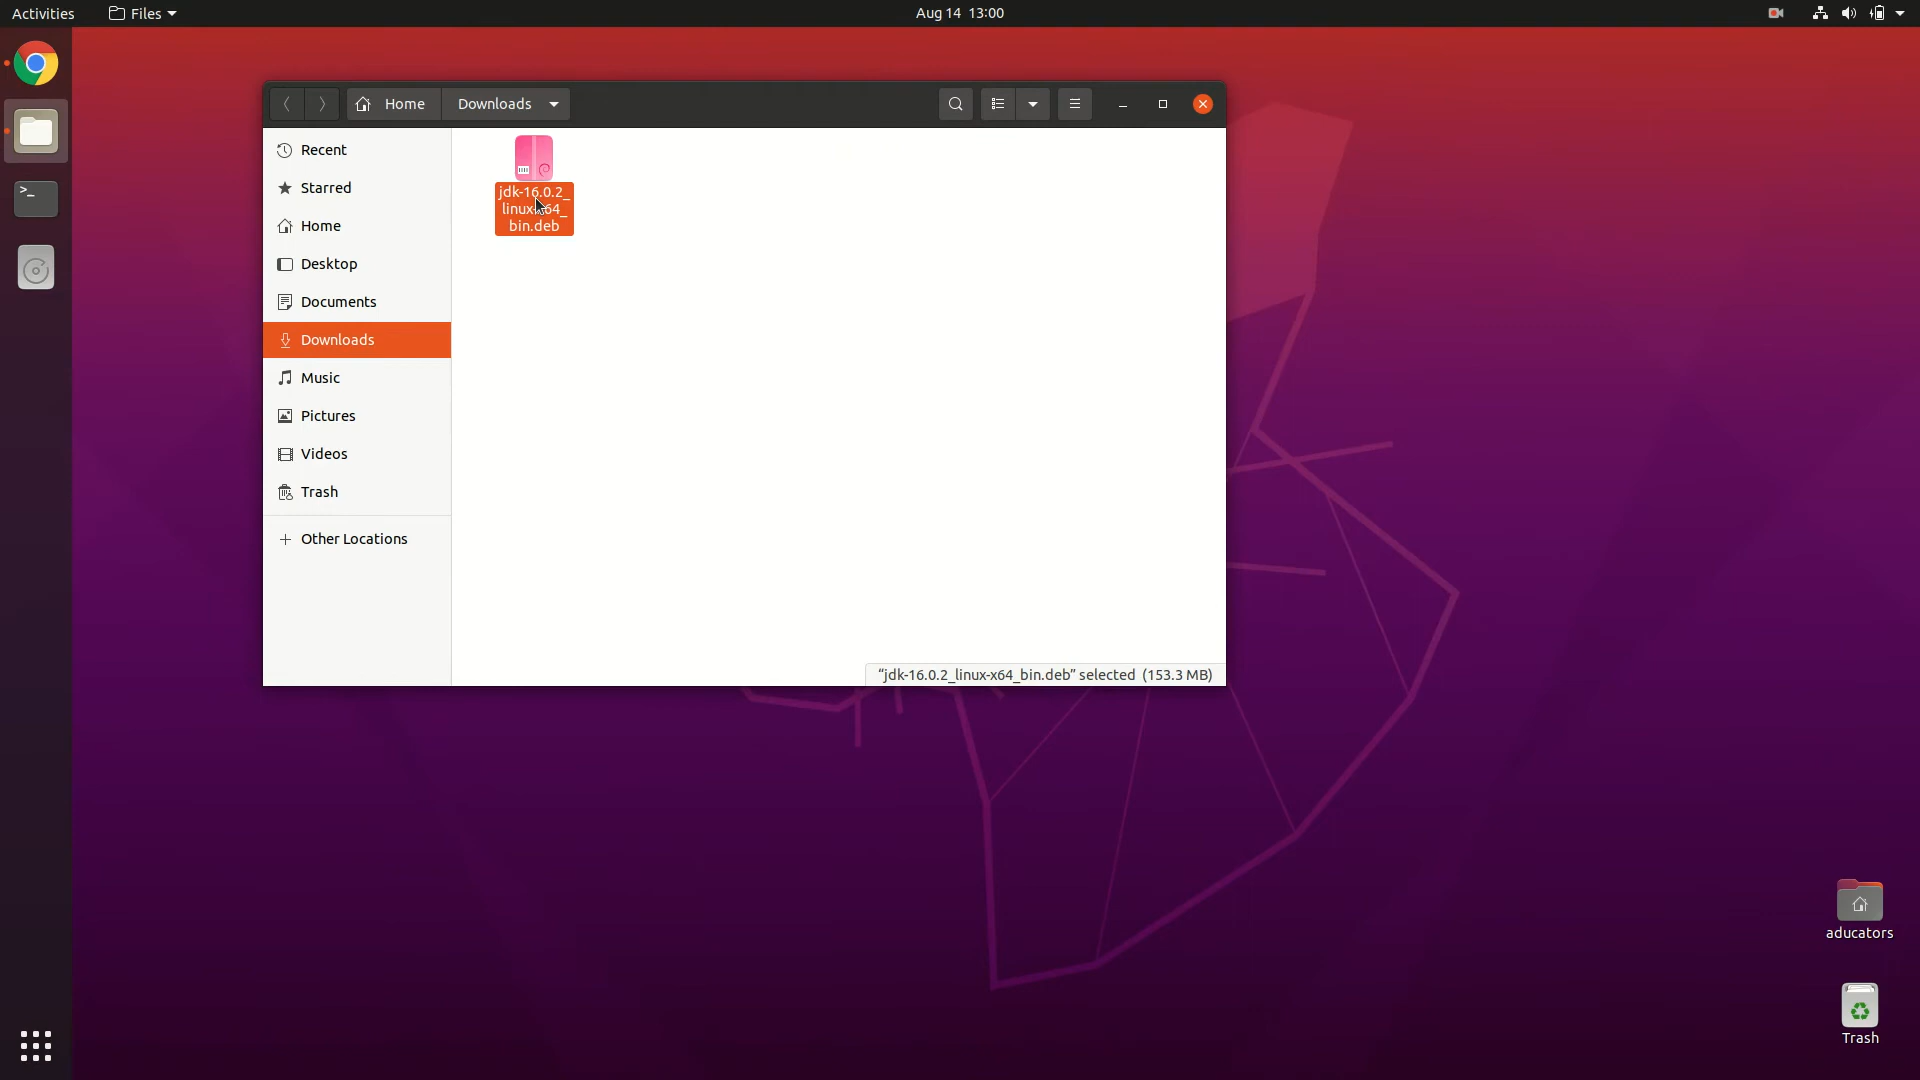 Activities
Files
Aug 14 13:00
Home
Downloads
Recent
Starred
Home
Desktop
Documents
Downloads
Music
Pictures
Videos
Trash
Other Locations
jdk-16.0.2_
linux-x64_
bin.deb
“jdk-16.0.2_linux-x64_bin.deb” selected (153.3 MB)
>_
aducators
Trash